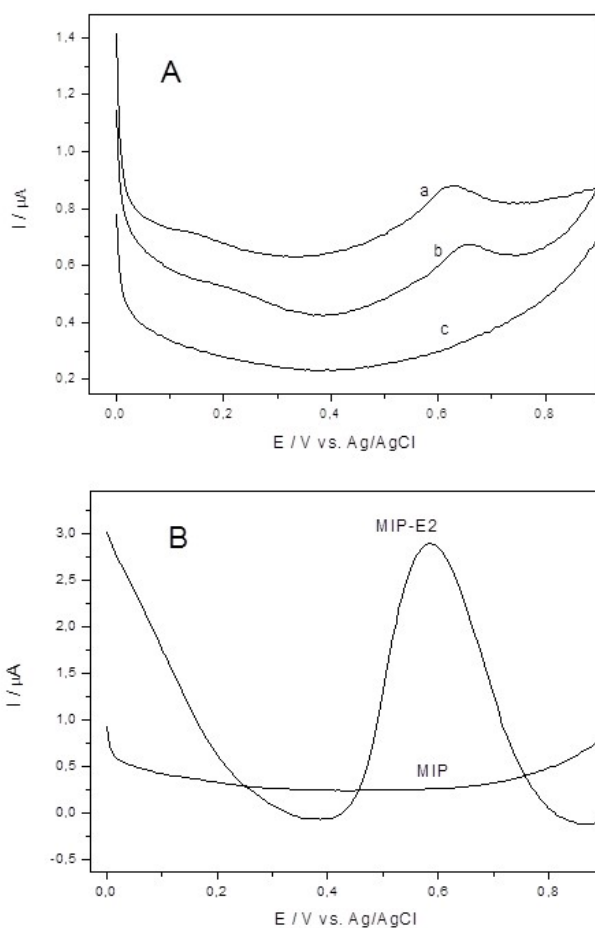 A
I / µA
1,4
1,2
1,0
0,8
0,6
0,4
0,2
a
b
c
0,0 0,2 0,4 0,6 0,8
E / V vs. Ag/AgCl
B
I / µA
3,0
2,5
2,0
1,5
1,0
0,5
0,0
-0,5
MIP-E2
MIP
0,0 0,2 0,4 0,6 0,8
E / V vs. Ag/AgCl